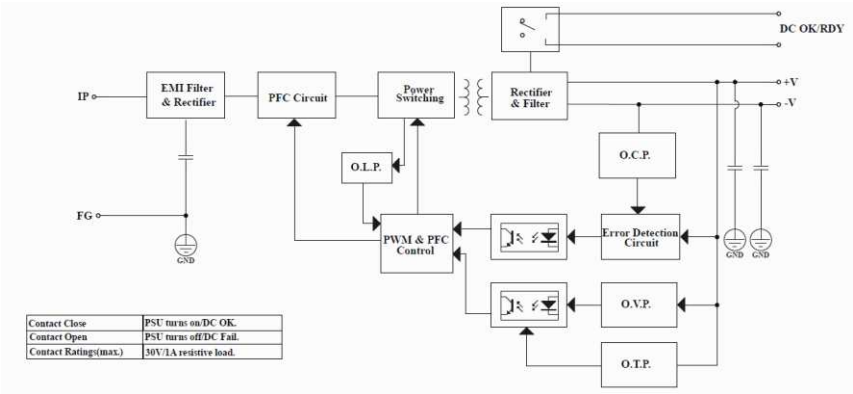 DC OK/RDY
IP
EMI Filter
& Rectifier
PFC Circuit
Power
Switching
Rectifier
& Filter
+V
-V
O.L.P.
O.C.P.
FG
GND
PWM & PFC
Control
Error Detection
Circuit
GND
GND
O.V.P.
O.T.P.
Contact Close PSU turns on/DC OK.
Contact Open PSU turns off/DC Fail.
Contact Ratings(max.) 30V/1A resistive load.